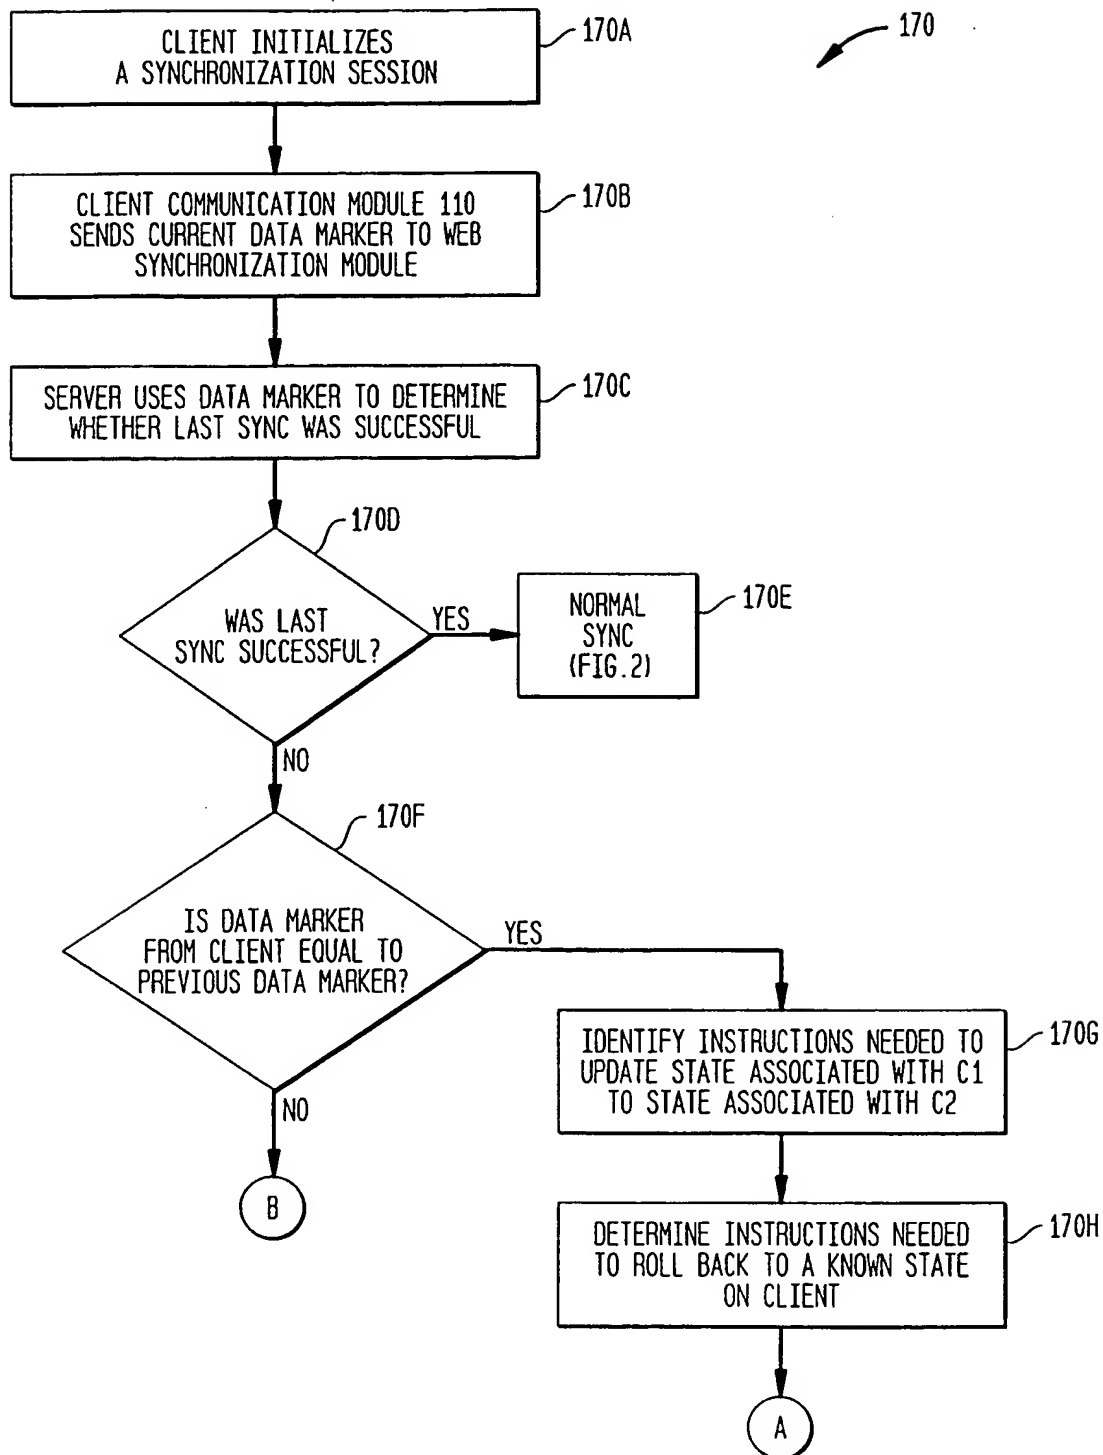 170
CLIENT INITIALIZES
A SYNCHRONIZATION SESSION
170A
CLIENT COMMUNICATION MODULE 110
SENDS CURRENT DATA MARKER TO WEB
SYNCHRONIZATION MODULE
170B
SERVER USES DATA MARKER TO DETERMINE
WHETHER LAST SYNC WAS SUCCESSFUL
170C
170D
WAS LAST
SYNC SUCCESSFUL?
YES
NORMAL
SYNC
(FIG.2)
170E
NO
170F
IS DATA MARKER
FROM CLIENT EQUAL TO
PREVIOUS DATA MARKER?
YES
NO
B
IDENTIFY INSTRUCTIONS NEEDED TO
UPDATE STATE ASSOCIATED WITH C1
TO STATE ASSOCIATED WITH C2
170G
DETERMINE INSTRUCTIONS NEEDED
TO ROLL BACK TO A KNOWN STATE
ON CLIENT
170H
A